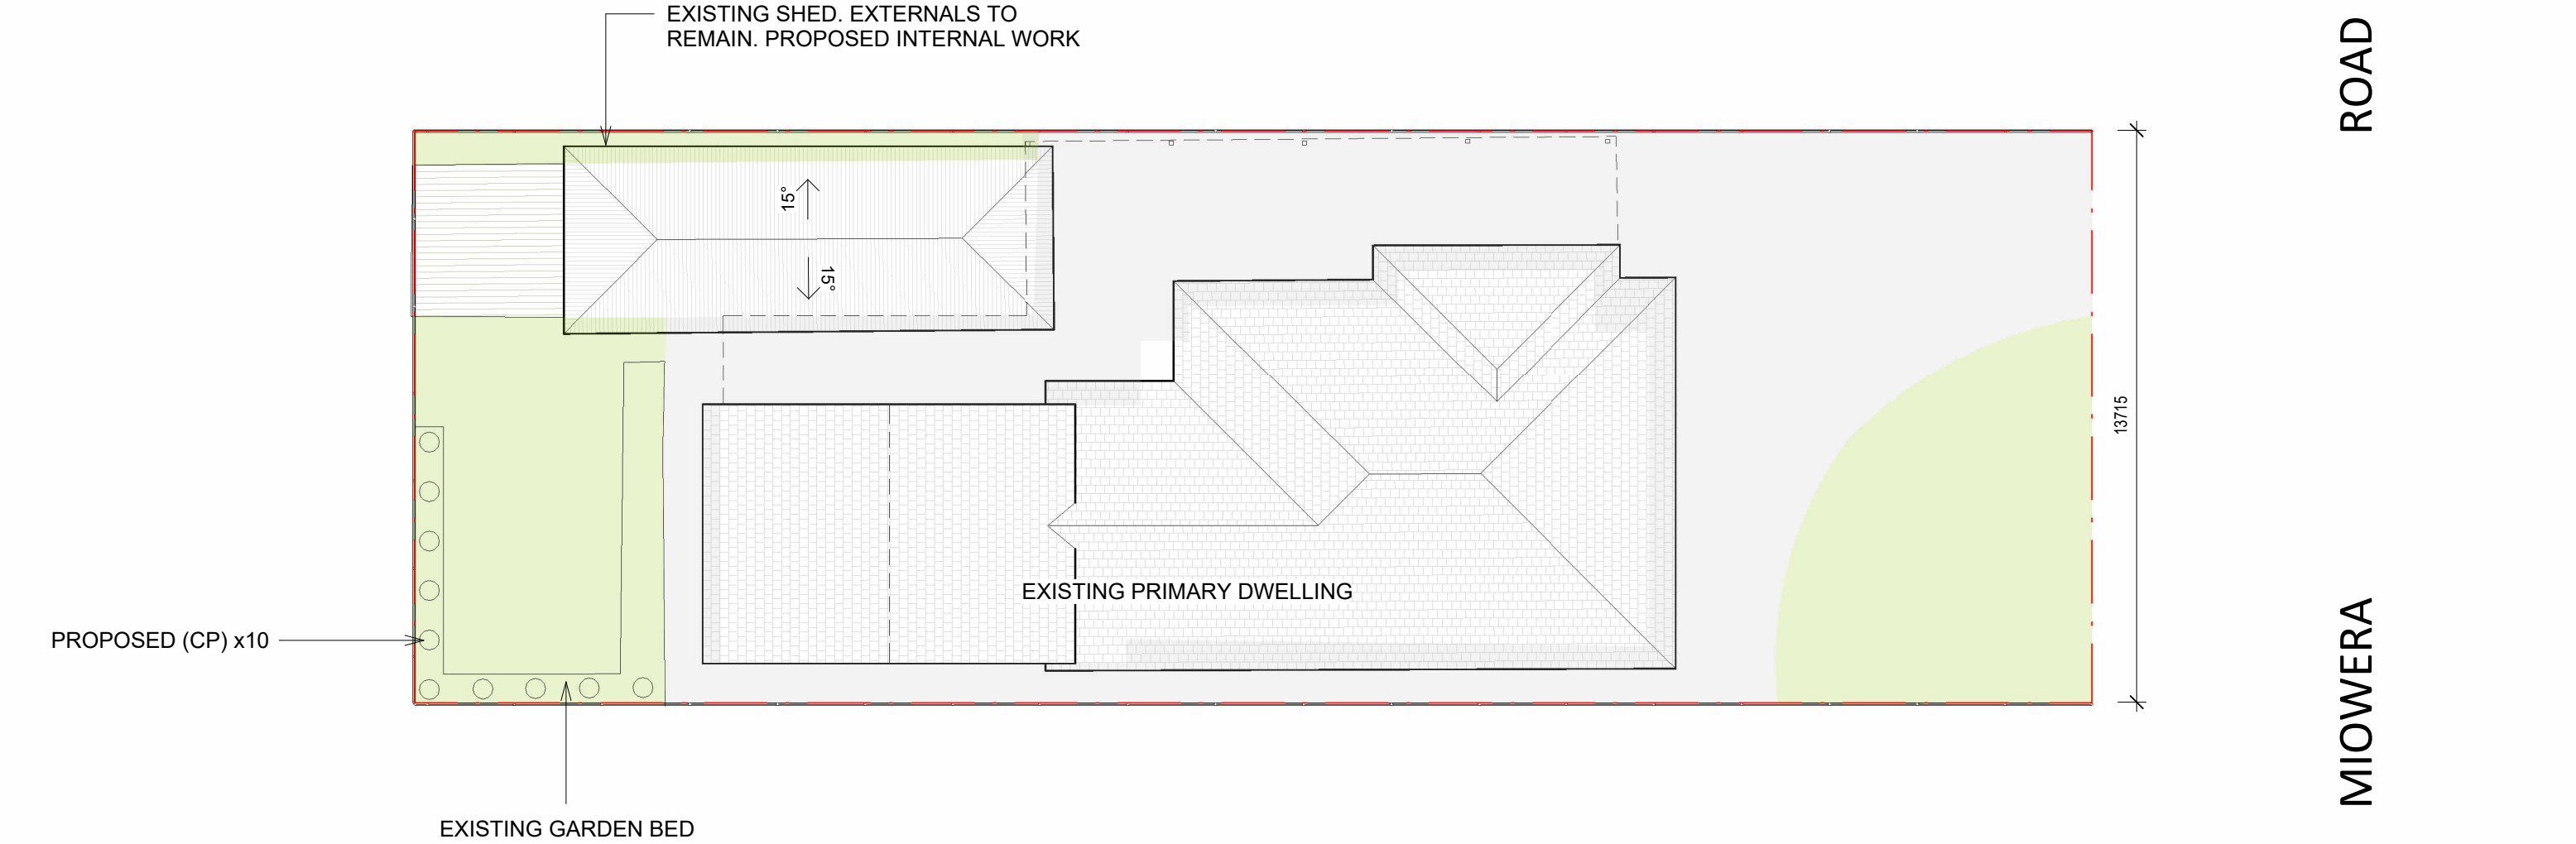 EXISTING SHED. EXTERNALS TO
REMAIN. PROPOSED INTERNAL WORK
15°
15°
EXISTING PRIMARY DWELLING
PROPOSED (CP) x10
EXISTING GARDEN BED
13715
MIOWERA ROAD